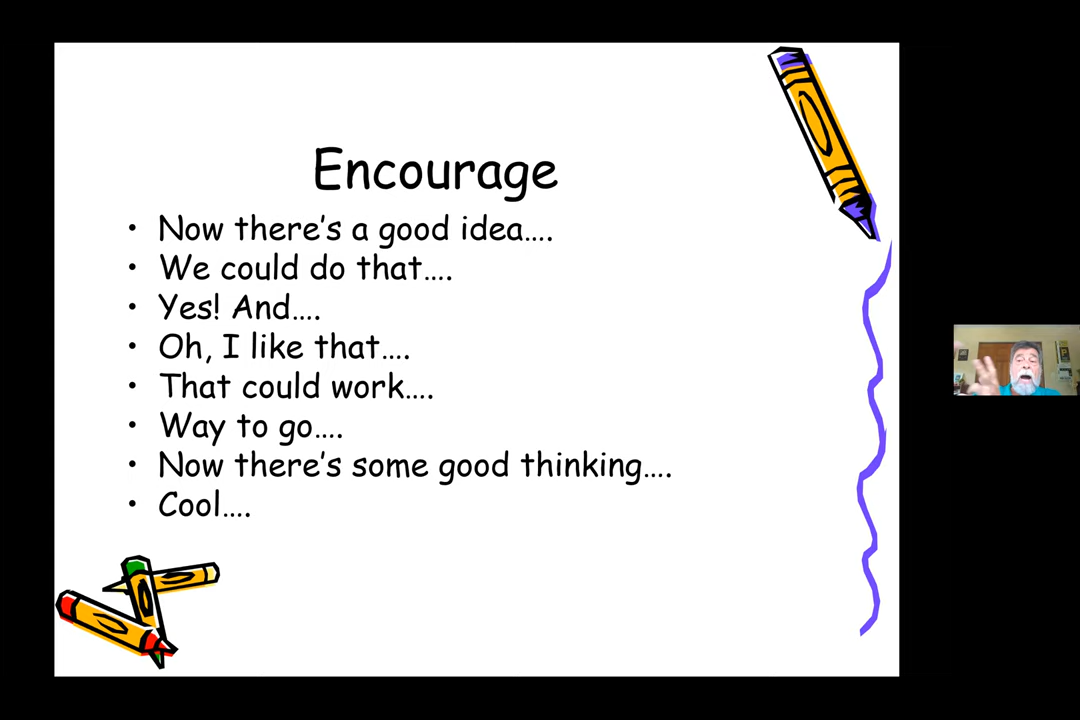 Encourage
• Now there's a good idea….
• We could do that….
• Yes! And….
• Oh, I like that….
• That could work….
• Way to go….
• Now there's some good thinking….
• Cool….